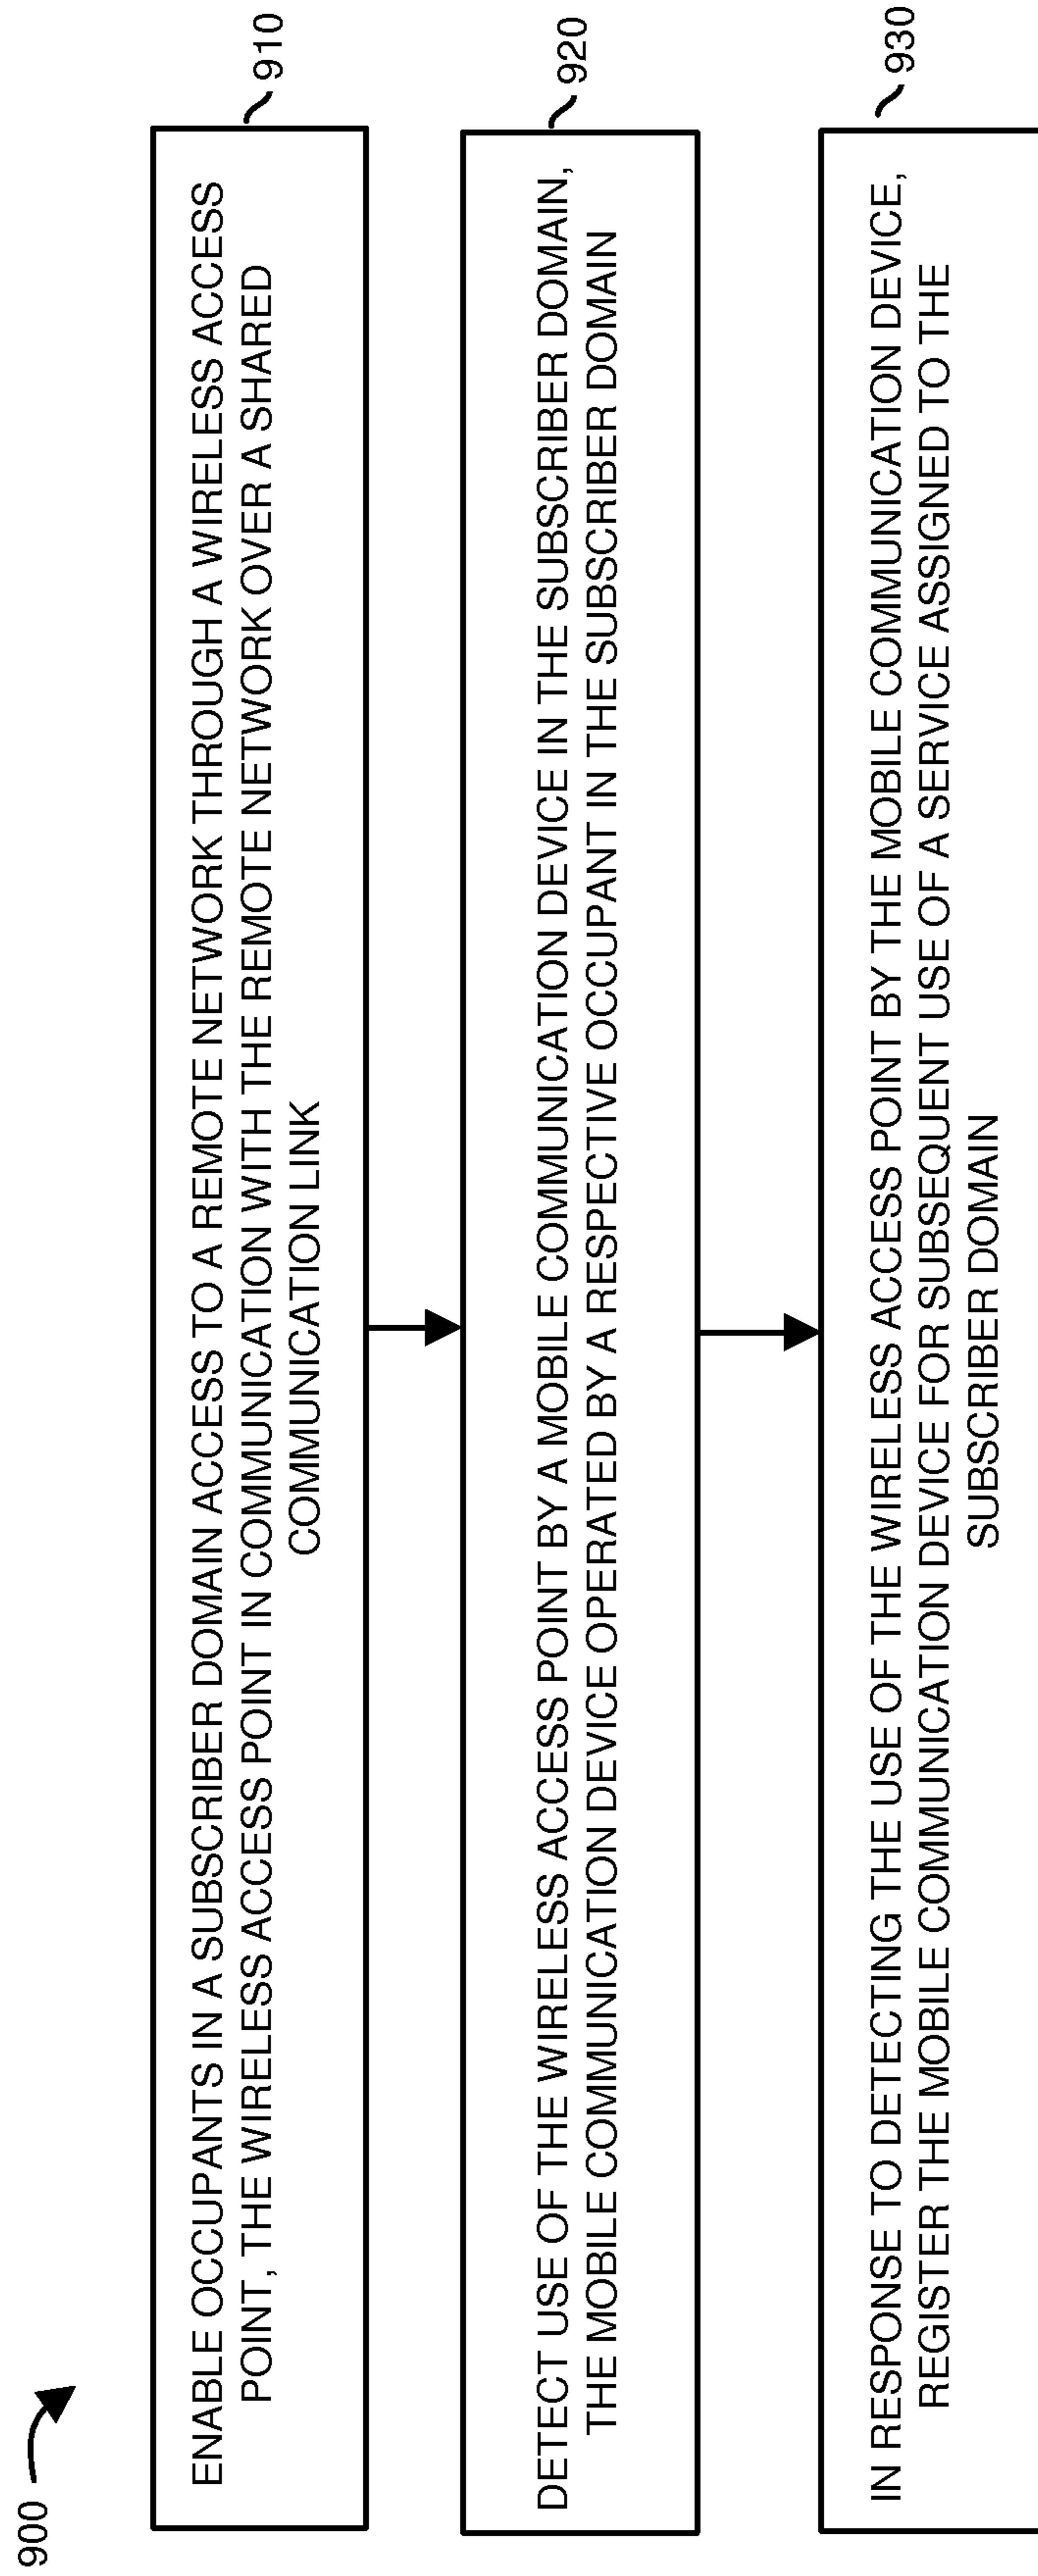 900
ENABLE OCCUPANTS IN A SUBSCRIBER DOMAIN ACCESS TO A REMOTE NETWORK THROUGH A WIRELESS ACCESS
POINT, THE WIRELESS ACCESS POINT IN COMMUNICATION WITH THE REMOTE NETWORK OVER A SHARED
COMMUNICATION LINK
910
DETECT USE OF THE WIRELESS ACCESS POINT BY A MOBILE COMMUNICATION DEVICE IN THE SUBSCRIBER DOMAIN,
THE MOBILE COMMUNICATION DEVICE OPERATED BY A RESPECTIVE OCCUPANT IN THE SUBSCRIBER DOMAIN
920
IN RESPONSE TO DETECTING THE USE OF THE WIRELESS ACCESS POINT BY THE MOBILE COMMUNICATION DEVICE,
REGISTER THE MOBILE COMMUNICATION DEVICE FOR SUBSEQUENT USE OF A SERVICE ASSIGNED TO THE
SUBSCRIBER DOMAIN
930